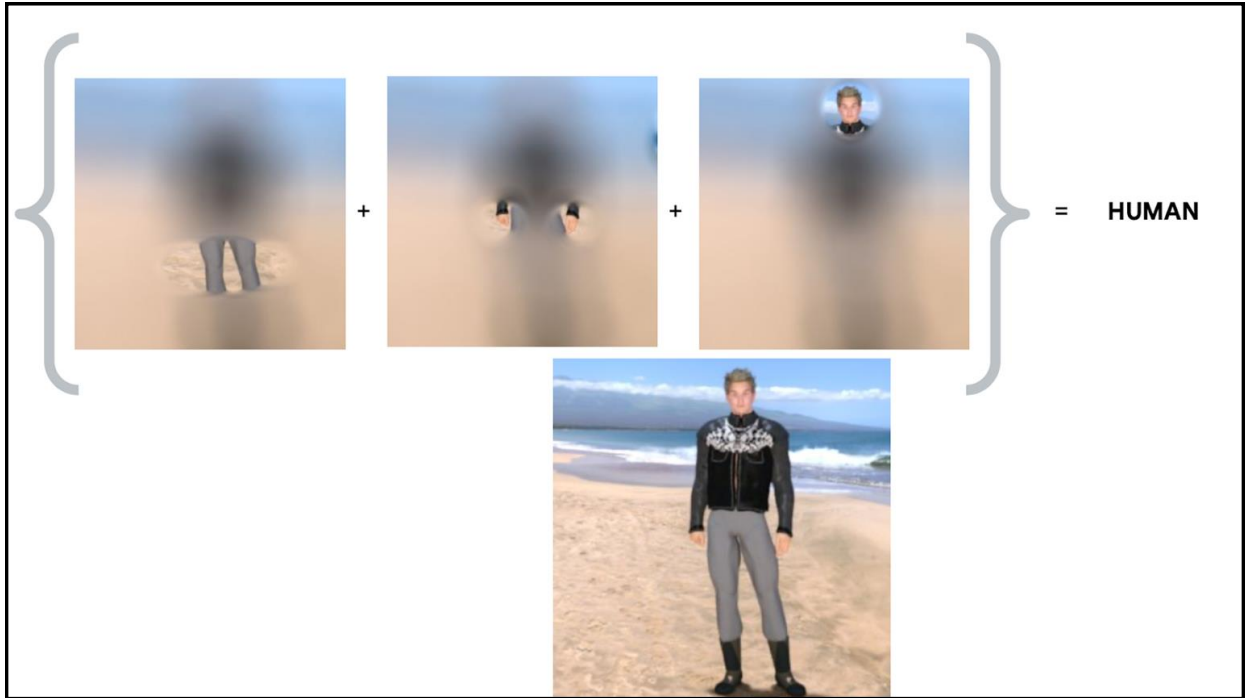 + + = HUMAN